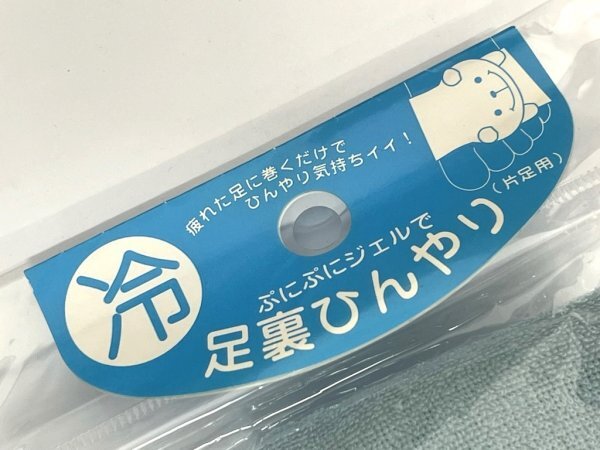 疲れた足に巻くだけで
ひんやり気持ちイイ！
（片足用）
冷
ぷにぷにジェルで
足裏ひんやり